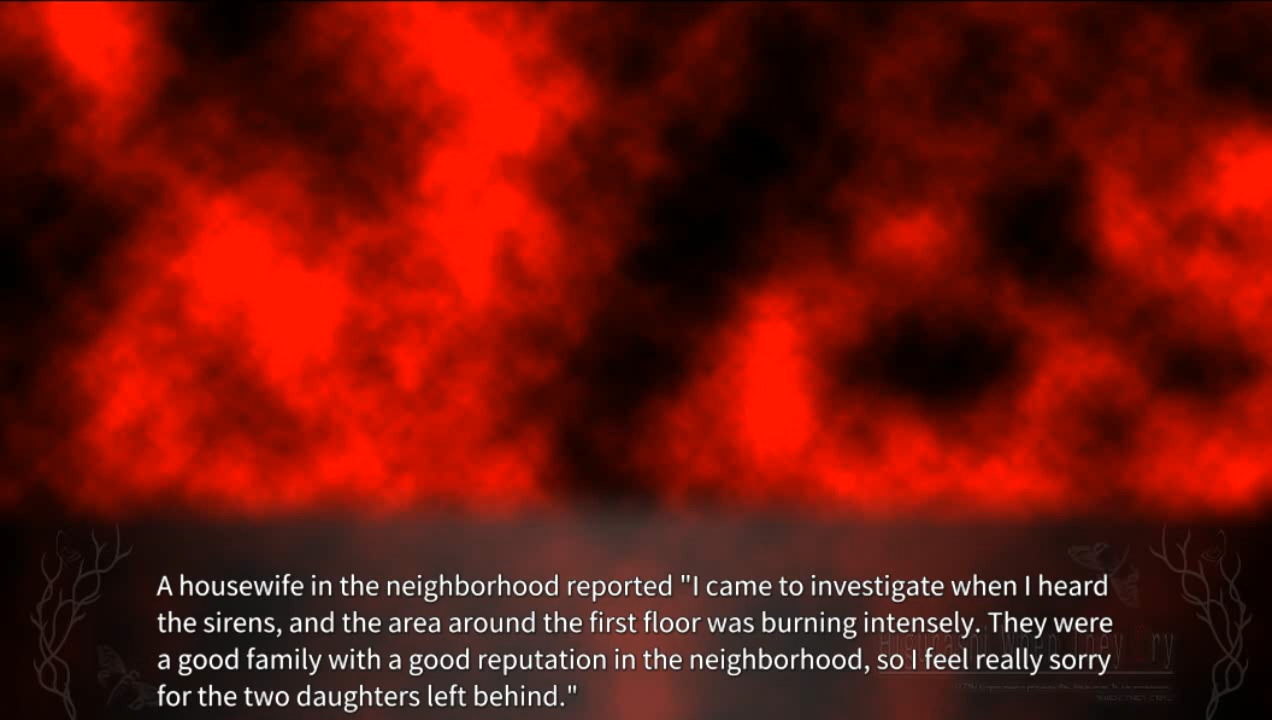 A housewife in the neighborhood reported "I came to investigate when I heard
the sirens, and the area around the first floor was burning intensely. They were
a good family with a good reputation in the neighborhood, so I feel really sorry
for the two daughters left behind."